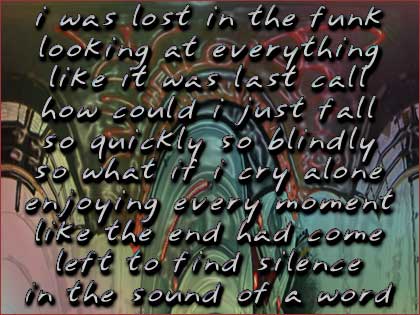 i was lost in the funk
looking at everything
like it was last call
how could i just fall
so quickly so blindly
so what if i cry alone
enjoying every moment
like the end had come
left to find silence
in the sound of a word